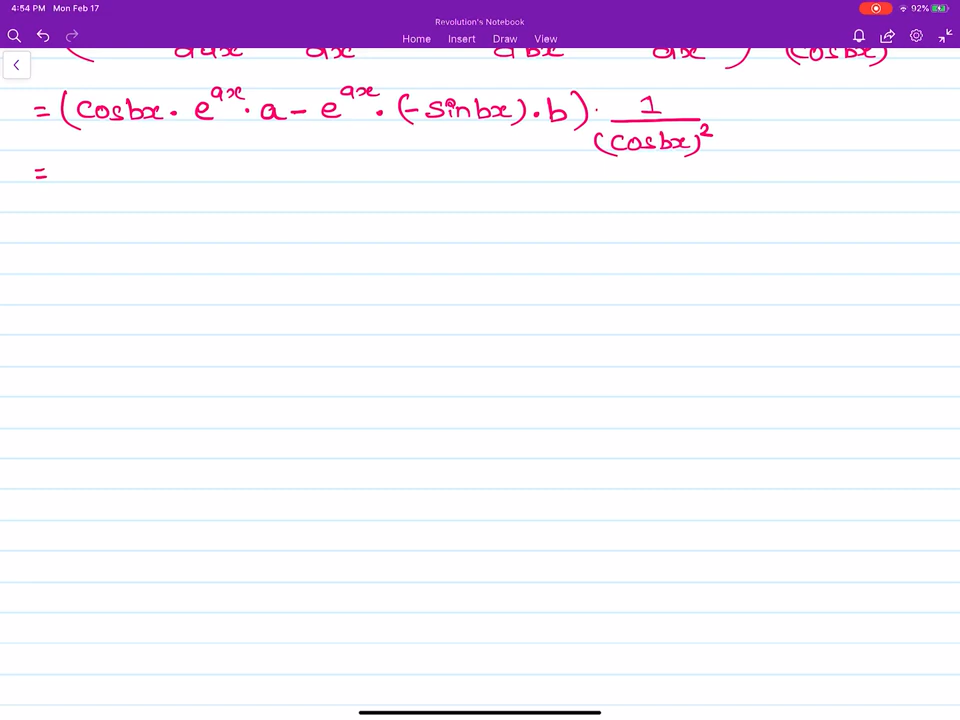 4:54 PM Mon Feb 17
92%
Revolution's Notebook
Home Insert Draw View
= (cosbx · e^ax · a - e^ax · (-sinbx) · b) · 1/(cosbx)^2
=